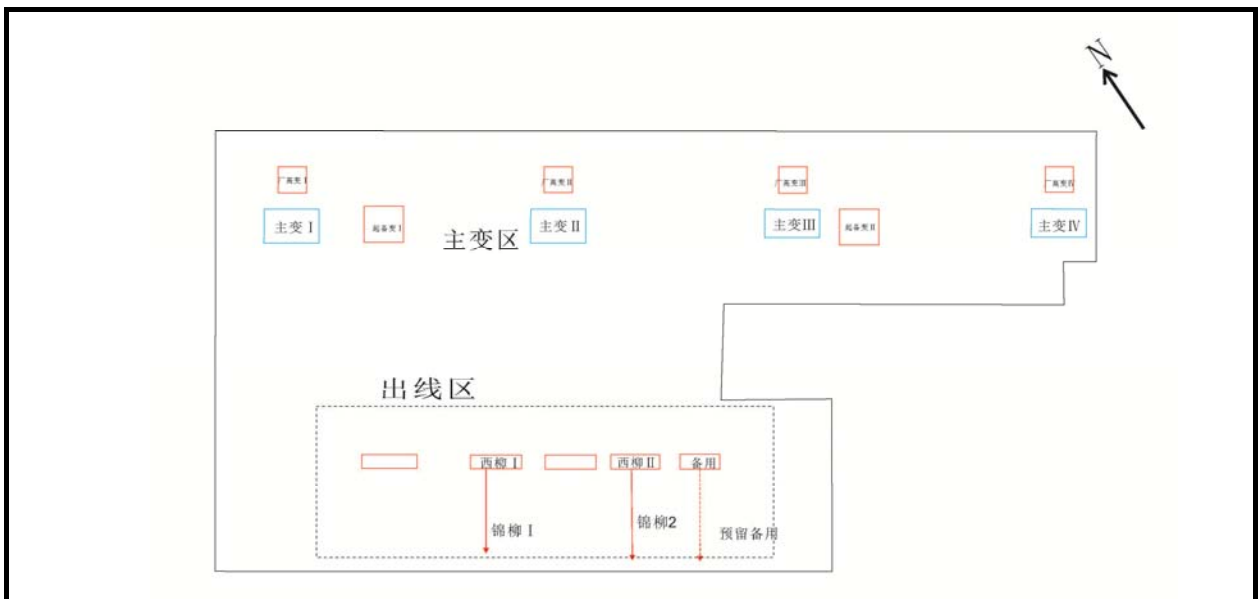 N
厂高变Ⅰ
厂高变Ⅱ
厂高变Ⅲ
厂高变Ⅳ
主变Ⅰ
起备变Ⅰ
主变区
主变Ⅱ
主变Ⅲ
起备变Ⅱ
主变Ⅳ
出线区
西柳Ⅰ
西柳Ⅱ
备用
锦柳Ⅰ
锦柳2
预留备用